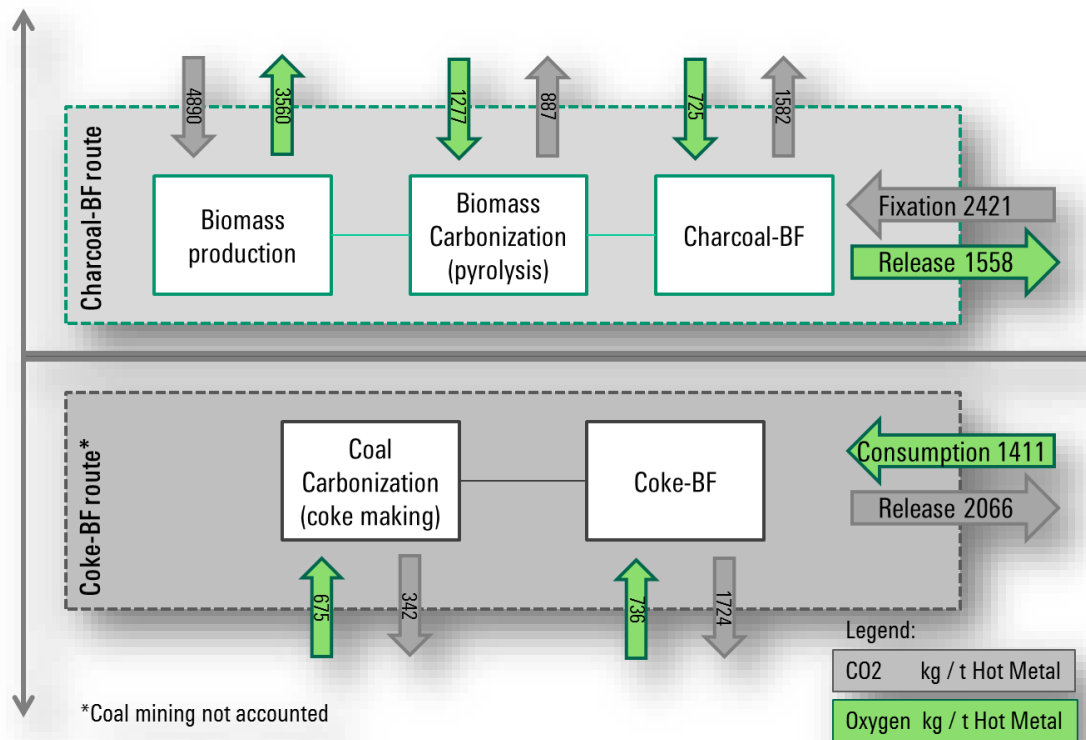 Charcoal-BF route
4890
3560
1277
887
725
1582
Biomass
production
Biomass
Carbonization
(pyrolysis)
Charcoal-BF
Fixation 2421
Release 1558
Coke-BF route*
Coal
Carbonization
(coke making)
Coke-BF
Consumption 1411
Release 2066
675
342
736
1724
Legend:
CO2 kg / t Hot Metal
Oxygen kg / t Hot Metal
*Coal mining not accounted